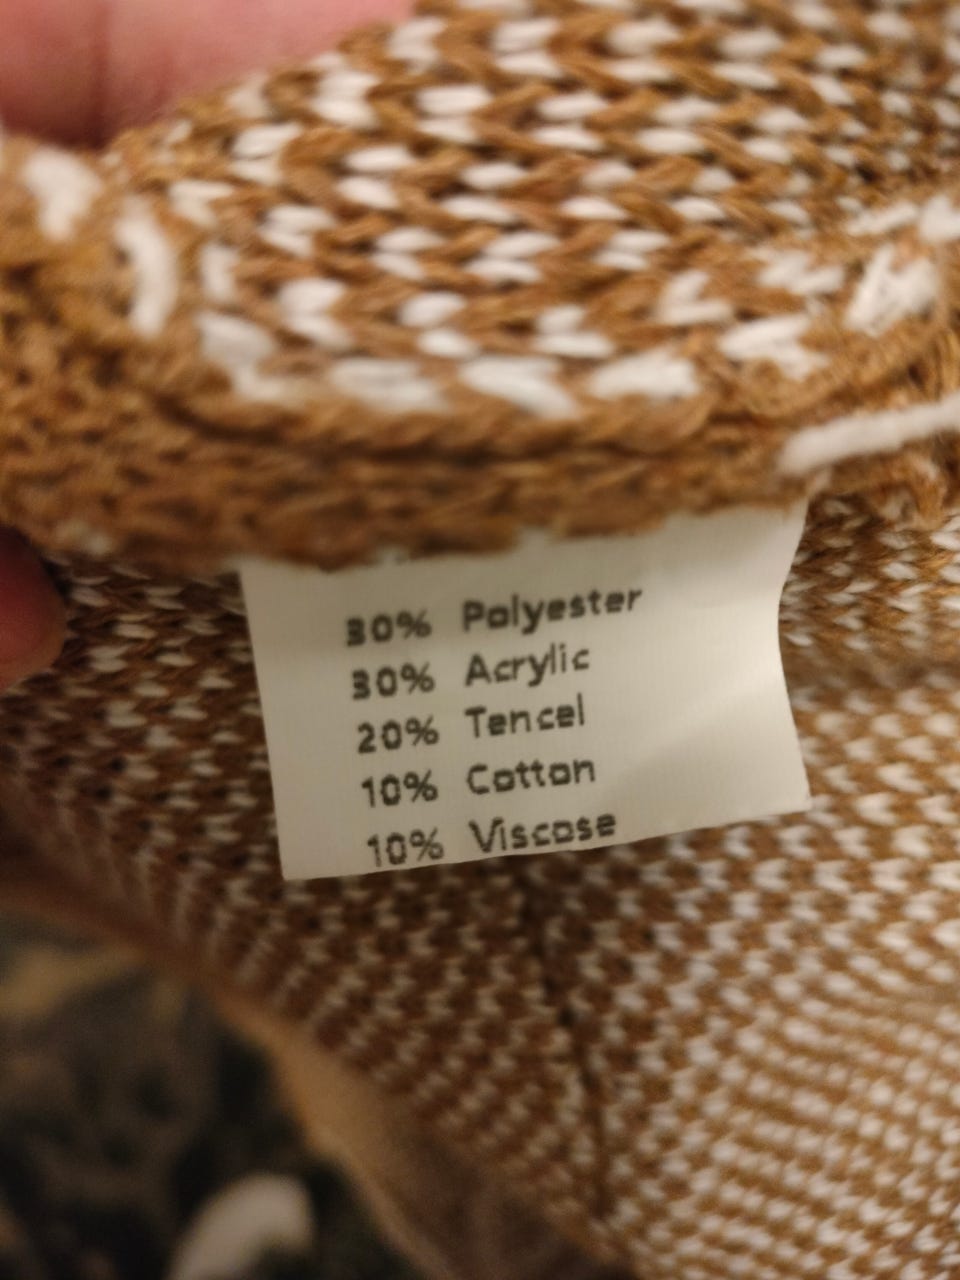 30% Polyester
30% Acrylic
20% Tencel
10% Cotton
10% Viscose